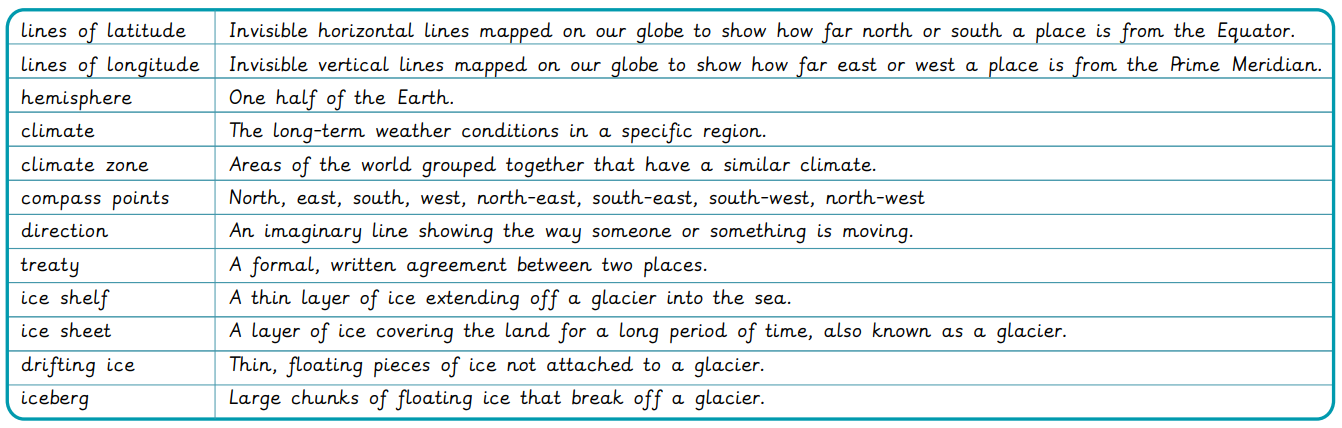 lines of latitude Invisible horizontal lines mapped on our globe to show how far north or south a place is from the Equator.
lines of longitude Invisible vertical lines mapped on our globe to show how far east or west a place is from the Prime Meridian.
hemisphere One half of the Earth.
climate The long-term weather conditions in a specific region.
climate zone Areas of the world grouped together that have a similar climate.
compass points North, east, south, west, north-east, south-east, south-west, north-west
direction An imaginary line showing the way someone or something is moving.
treaty A formal, written agreement between two places.
ice shelf A thin layer of ice extending off a glacier into the sea.
ice sheet A layer of ice covering the land for a long period of time, also known as a glacier.
drifting ice Thin, floating pieces of ice not attached to a glacier.
iceberg Large chunks of floating ice that break off a glacier.